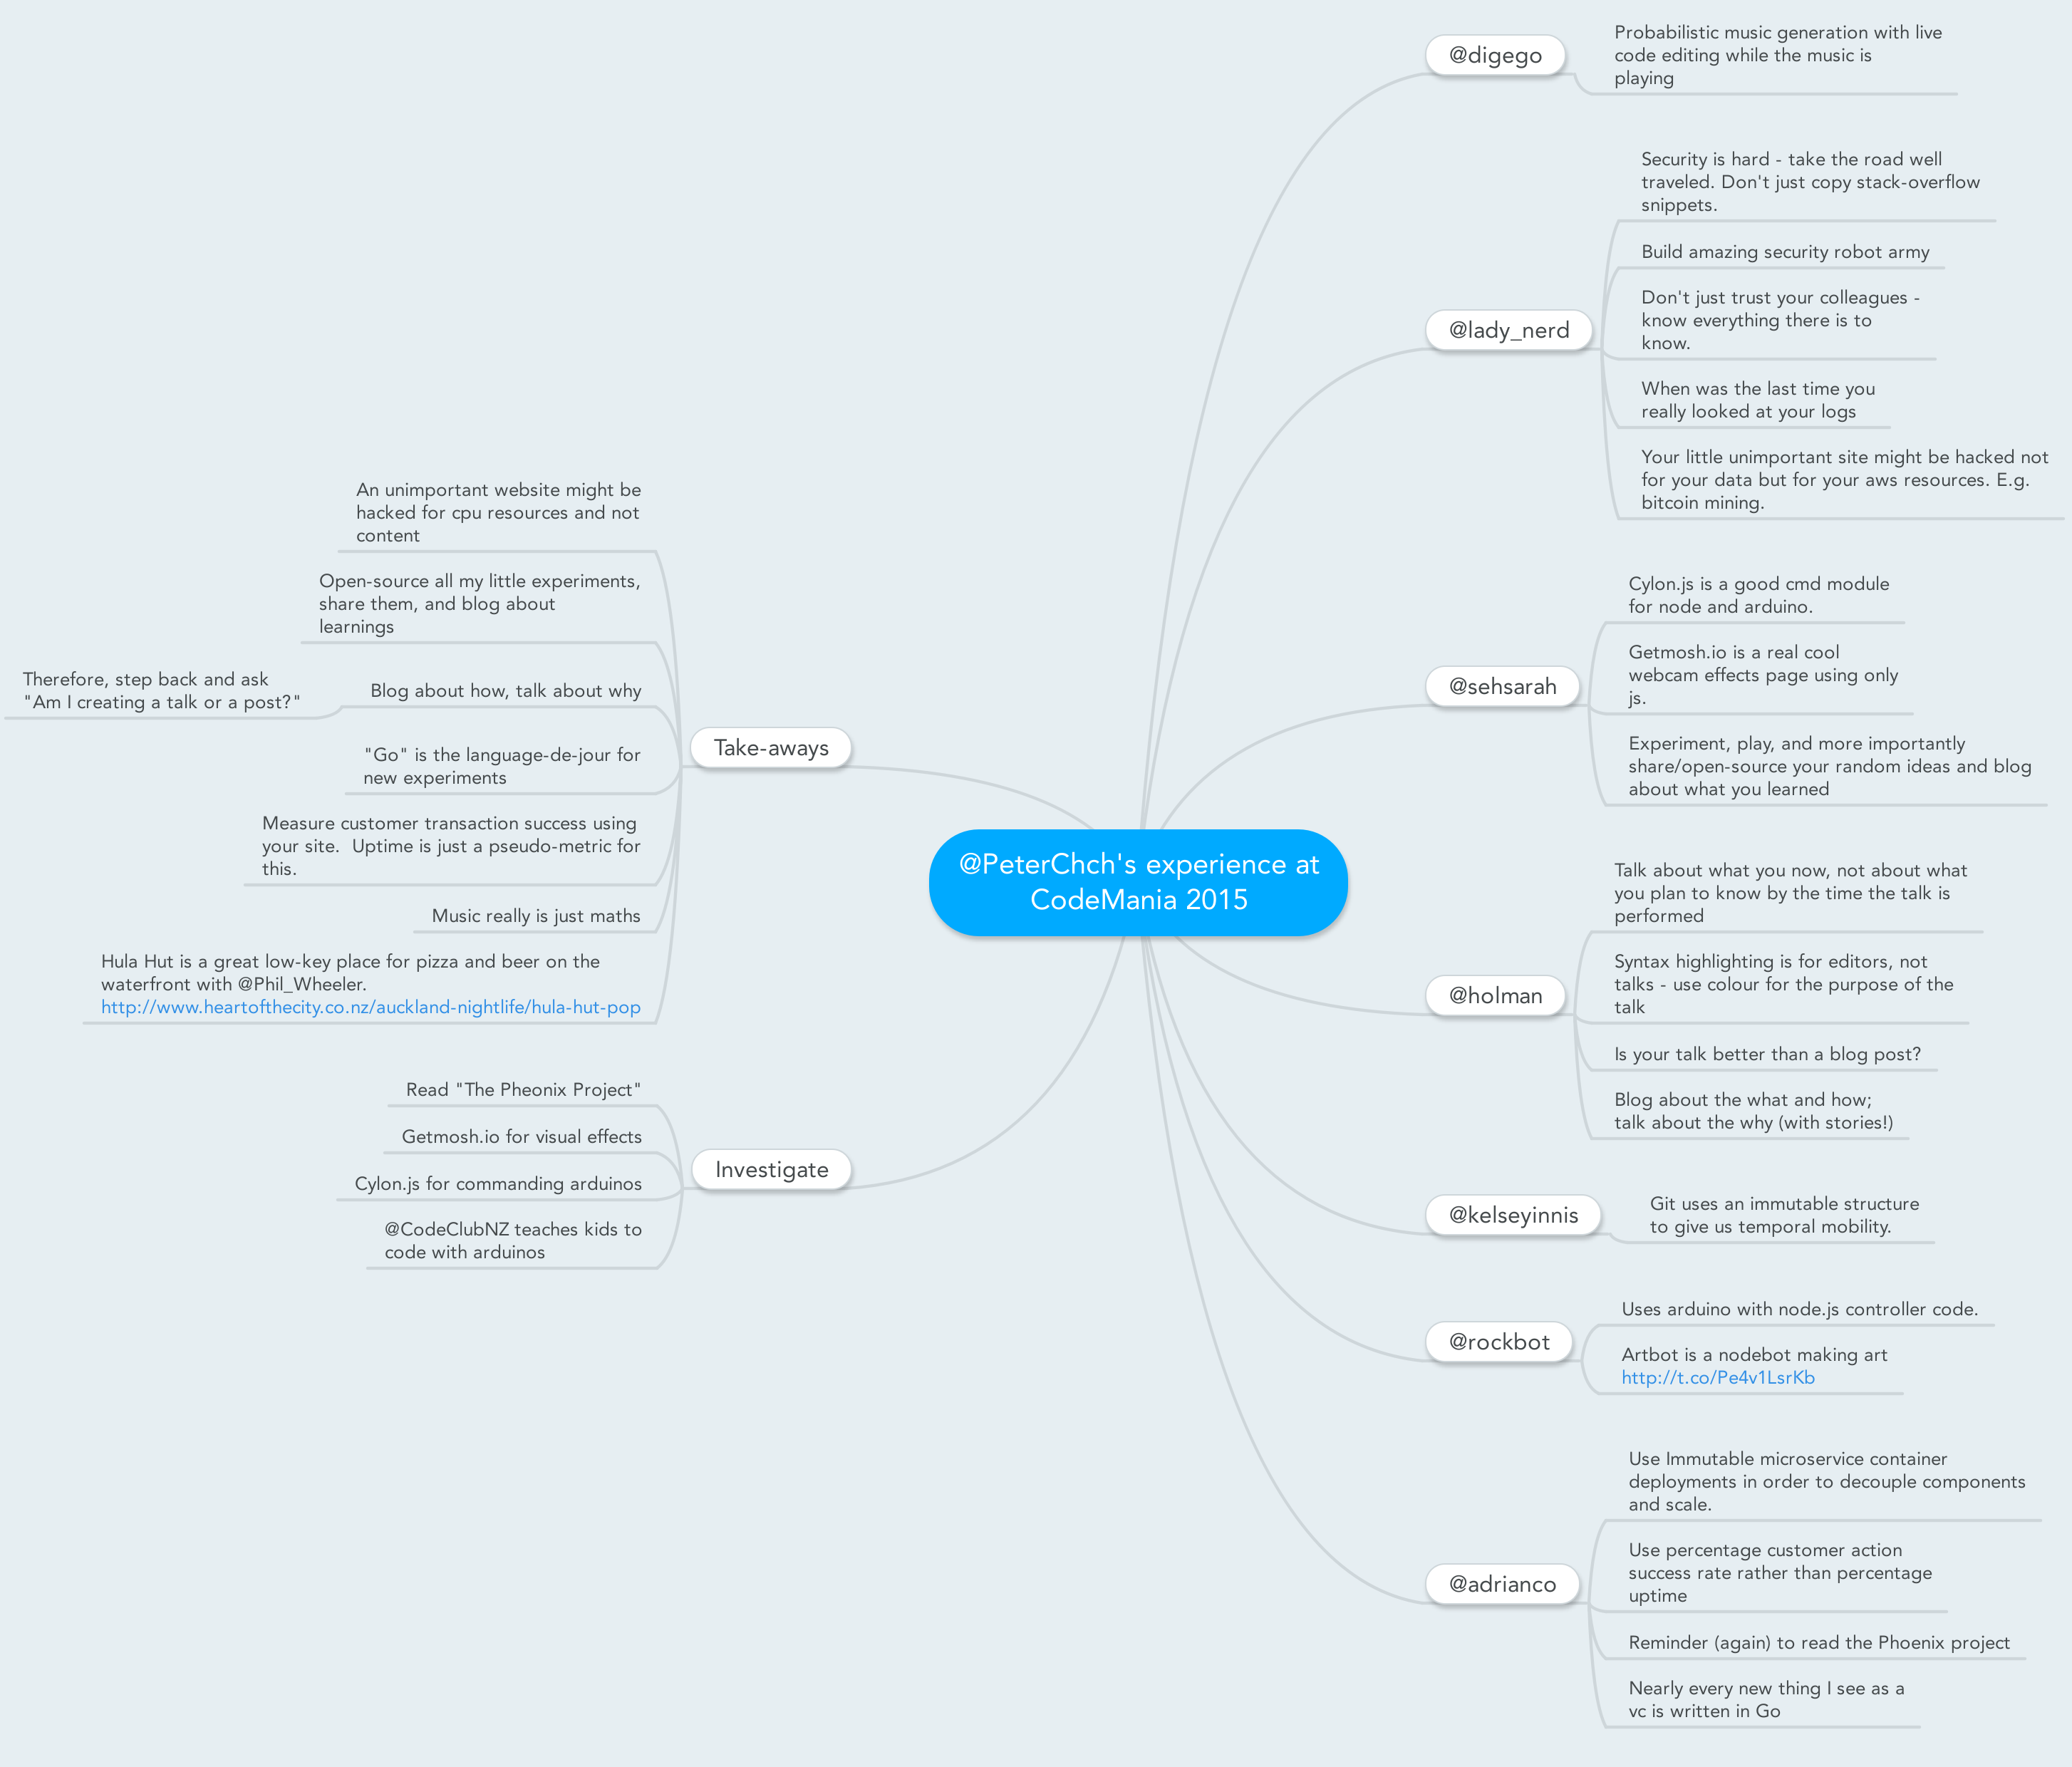 @PeterChch's experience at
CodeMania 2015
@digego
Probabilistic music generation with live
code editing while the music is
playing
@lady_nerd
Security is hard - take the road well
traveled. Don't just copy stack-overflow
snippets.
Build amazing security robot army
Don't just trust your colleagues -
know everything there is to
know.
When was the last time you
really looked at your logs
Your little unimportant site might be hacked not
for your data but for your aws resources. E.g.
bitcoin mining.
@sehsarah
Cylon.js is a good cmd module
for node and arduino.
Getmosh.io is a real cool
webcam effects page using only
js.
Experiment, play, and more importantly
share/open-source your random ideas and blog
about what you learned
@holman
Talk about what you now, not about what
you plan to know by the time the talk is
performed
Syntax highlighting is for editors, not
talks - use colour for the purpose of the
talk
Is your talk better than a blog post?
Blog about the what and how;
talk about the why (with stories!)
@kelseyinnis
Git uses an immutable structure
to give us temporal mobility.
@rockbot
Uses arduino with node.js controller code.
Artbot is a nodebot making art
http://t.co/Pe4v1LsrKb
@adrianco
Use Immutable microservice container
deployments in order to decouple components
and scale.
Use percentage customer action
success rate rather than percentage
uptime
Reminder (again) to read the Phoenix project
Nearly every new thing I see as a
vc is written in Go
Take-aways
An unimportant website might be
hacked for cpu resources and not
content
Open-source all my little experiments,
share them, and blog about
learnings
Blog about how, talk about why
Therefore, step back and ask
"Am I creating a talk or a post?"
"Go" is the language-de-jour for
new experiments
Measure customer transaction success using
your site.  Uptime is just a pseudo-metric for
this.
Music really is just maths
Hula Hut is a great low-key place for pizza and beer on the
waterfront with @Phil_Wheeler.
http://www.heartofthecity.co.nz/auckland-nightlife/hula-hut-pop
Investigate
Read "The Pheonix Project"
Getmosh.io for visual effects
Cylon.js for commanding arduinos
@CodeClubNZ teaches kids to
code with arduinos